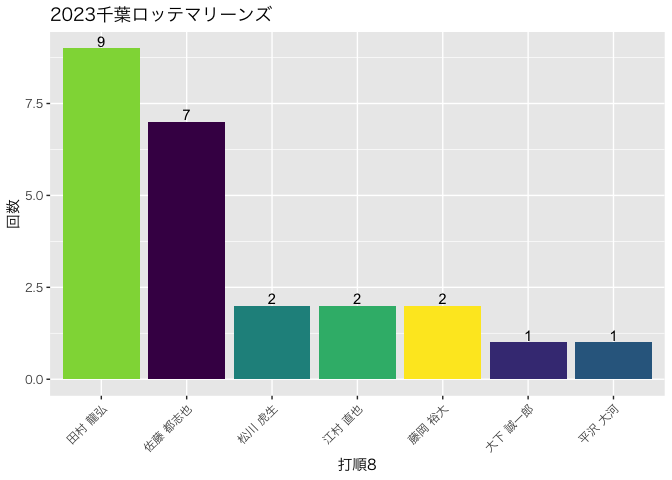 2023千葉ロッテマリーンズ
回数
7.5
5.0
2.5
0.0
9
7
2
2
2
1
1
田村 龍弘
佐藤 都志也
松川 虎生
江村 直也
藤岡 裕大
大下 誠一郎
平沢 大河
打順8